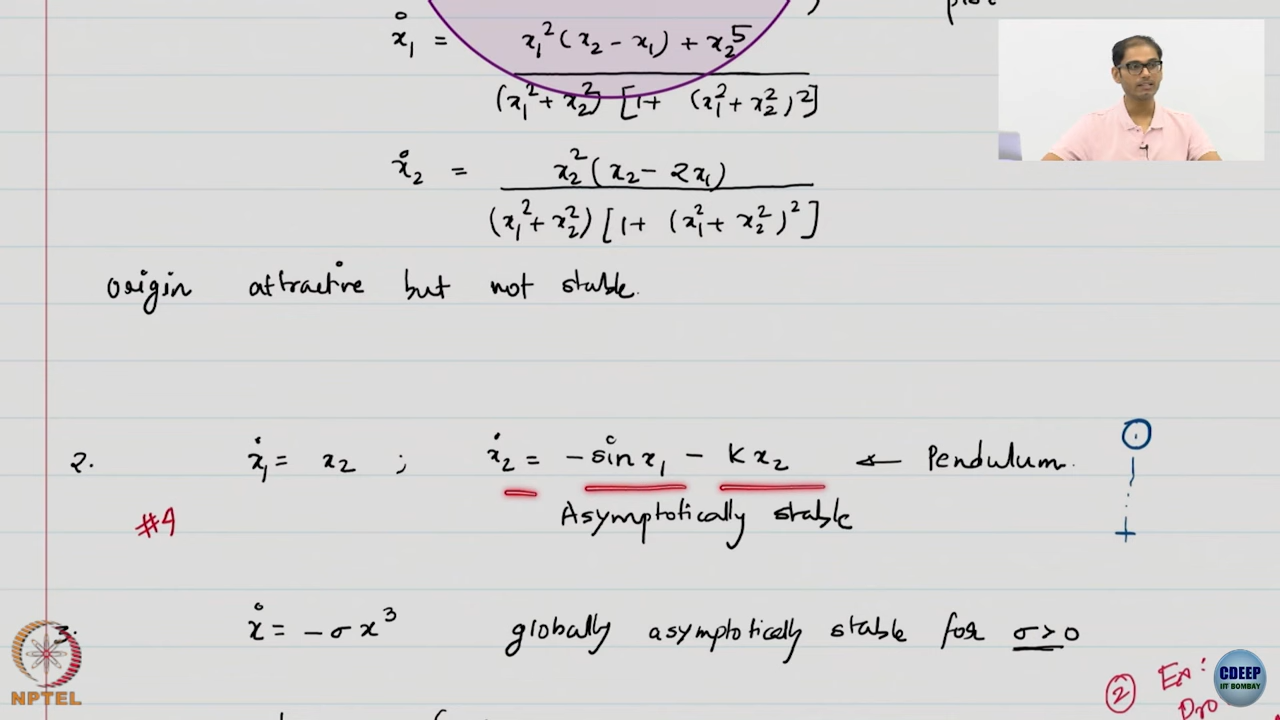 ẋ₁ = x₁²(x₂ - x₁) + x₂⁵
(x₁² + x₂²) [1 + (x₁² + x₂²)²]
ẋ₂ = x₂²(x₂ - 2x₁)
(x₁² + x₂²) [1 + (x₁² + x₂²)²]
origin attractive but not stable.
2. ẋ₁ = x₂ ; ẋ₂ = -sin x₁ - K x₂ ← Pendulum.
#4 Asymptotically stable
3. ẋ = -σ x³ globally asymptotically stable for σ > 0
② Ex:
NPTEL
CDEEP
IIT BOMBAY